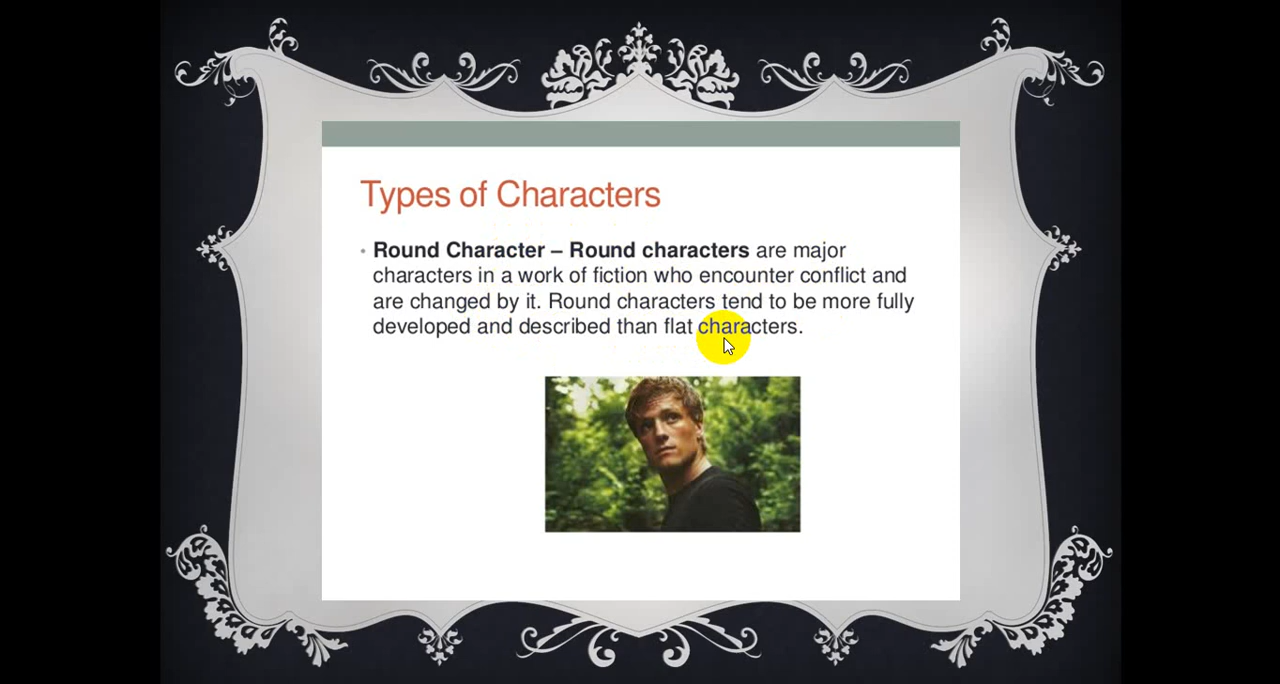 Types of Characters
• Round Character – Round characters are major
characters in a work of fiction who encounter conflict and
are changed by it. Round characters tend to be more fully
developed and described than flat characters.